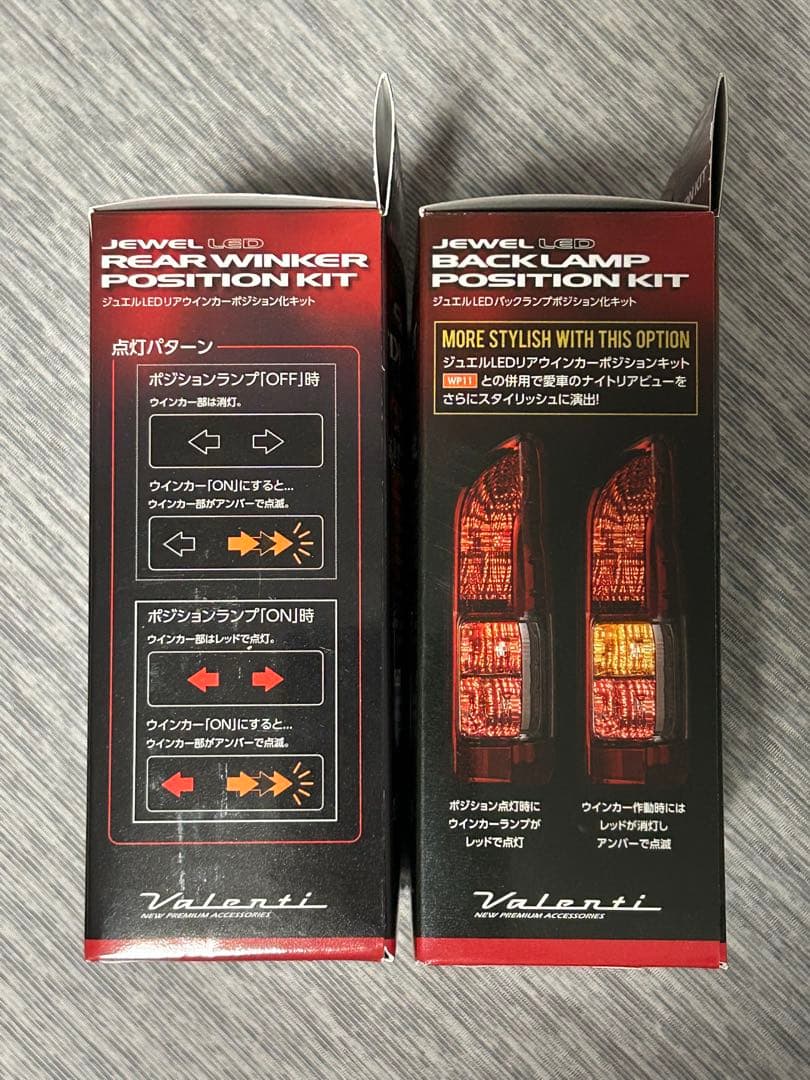 JEWEL LED
REAR WINKER
POSITION KIT
ジュエルLEDリアウインカーポジション化キット
点灯パターン
ポジションランプ「OFF」時
ウインカー部は消灯。
ウインカー「ON」にすると...
ウインカー部がアンバーで点滅。
ポジションランプ「ON」時
ウインカー部はレッドで点灯。
ウインカー「ON」にすると...
ウインカー部がアンバーで点滅。
Valenti
NEW PREMIUM ACCESSORIES
JEWEL LED
BACK LAMP
POSITION KIT
ジュエルLEDバックランプポジション化キット
MORE STYLISH WITH THIS OPTION
ジュエルLEDリアウインカーポジションキット
WP11 との併用で愛車のナイトリアビューを
さらにスタイリッシュに演出!
ポジション点灯時に
ウインカーランプが
レッドで点灯
ウインカー作動時には
レッドが消灯し
アンバーで点滅
Valenti
NEW PREMIUM ACCESSORIES